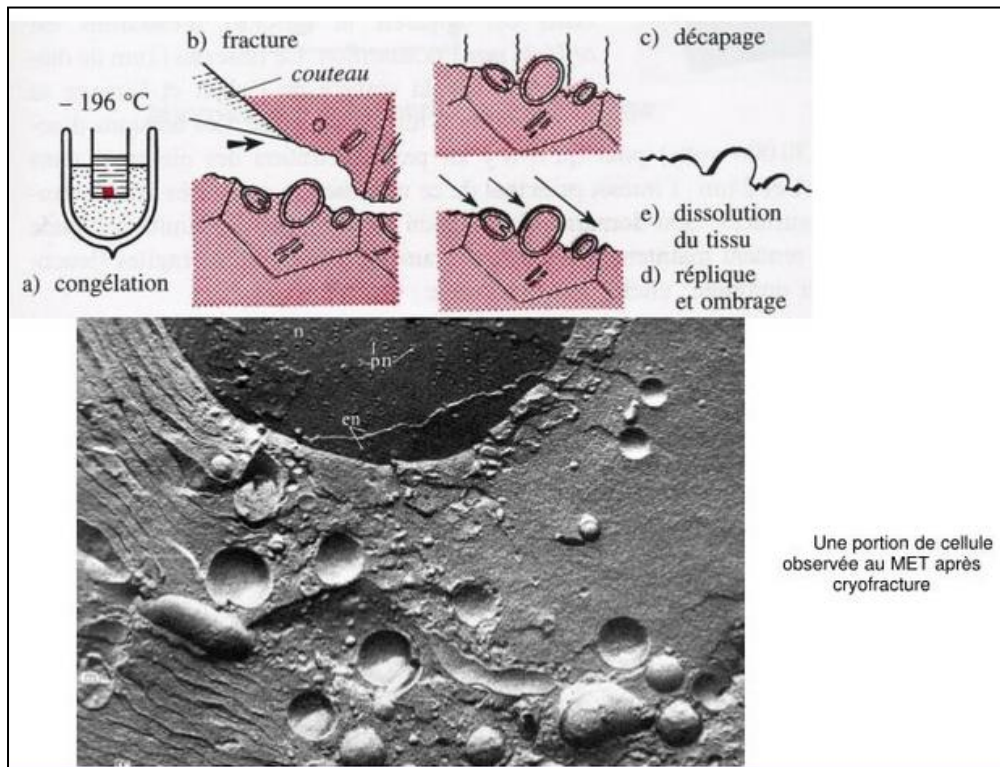 b) fracture
couteau
– 196 °C
a) congélation
c) décapage
e) dissolution
du tissu
d) réplique
et ombrage
n
pn
en
m
Une portion de cellule
observée au MET après
cryofracture